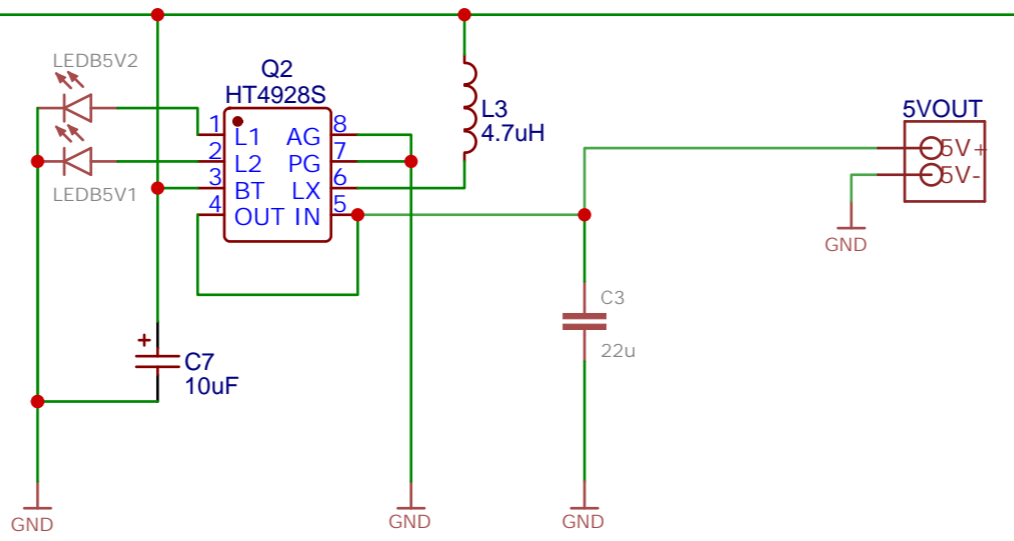 LEDB5V2
LEDB5V1
Q2
HT4928S
1 L1 AG 8
2 L2 PG 7
3 BT LX 6
4 OUT IN 5
L3
4.7uH
5VOUT
5V+
5V-
GND
C3
22u
+
C7
10uF
GND
GND
GND